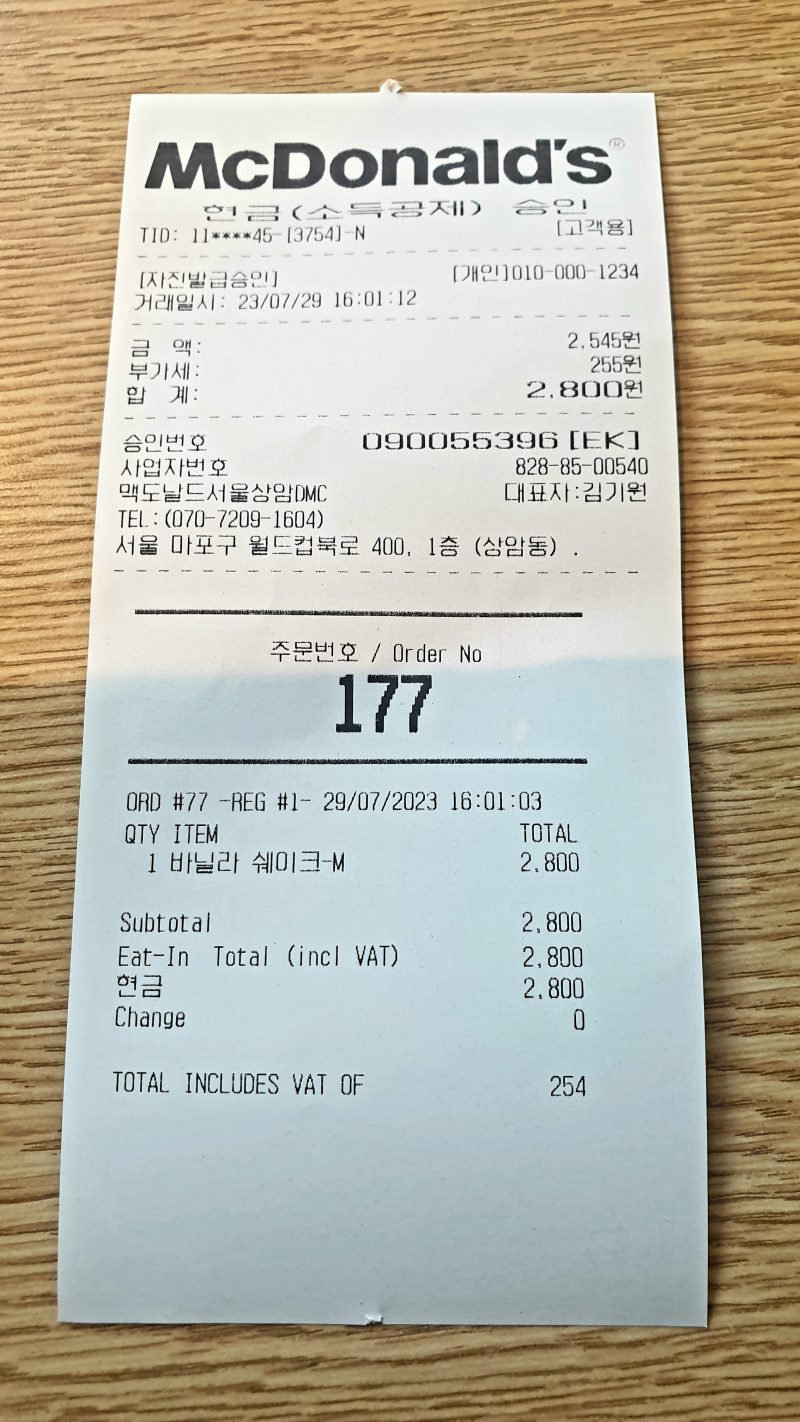 McDonald's®
현금(소득공제) 승인
TID: 11****45-[3754]-N [고객용]
[자진발급승인] [개인]010-000-1234
거래일시: 23/07/29 16:01:12
금 액: 2,545원
부가세: 255원
합 계: 2,800원
승인번호 090055396 [EK]
사업자번호 828-85-00540
맥도날드서울상암DMC 대표자:김기원
TEL:(070-7209-1604)
서울 마포구 월드컵북로 400, 1층 (상암동) .
주문번호 / Order No
177
ORD #77 -REG #1- 29/07/2023 16:01:03
QTY ITEM TOTAL
1 바닐라 쉐이크-M 2,800
Subtotal 2,800
Eat-In Total (incl VAT) 2,800
현금 2,800
Change 0
TOTAL INCLUDES VAT OF 254